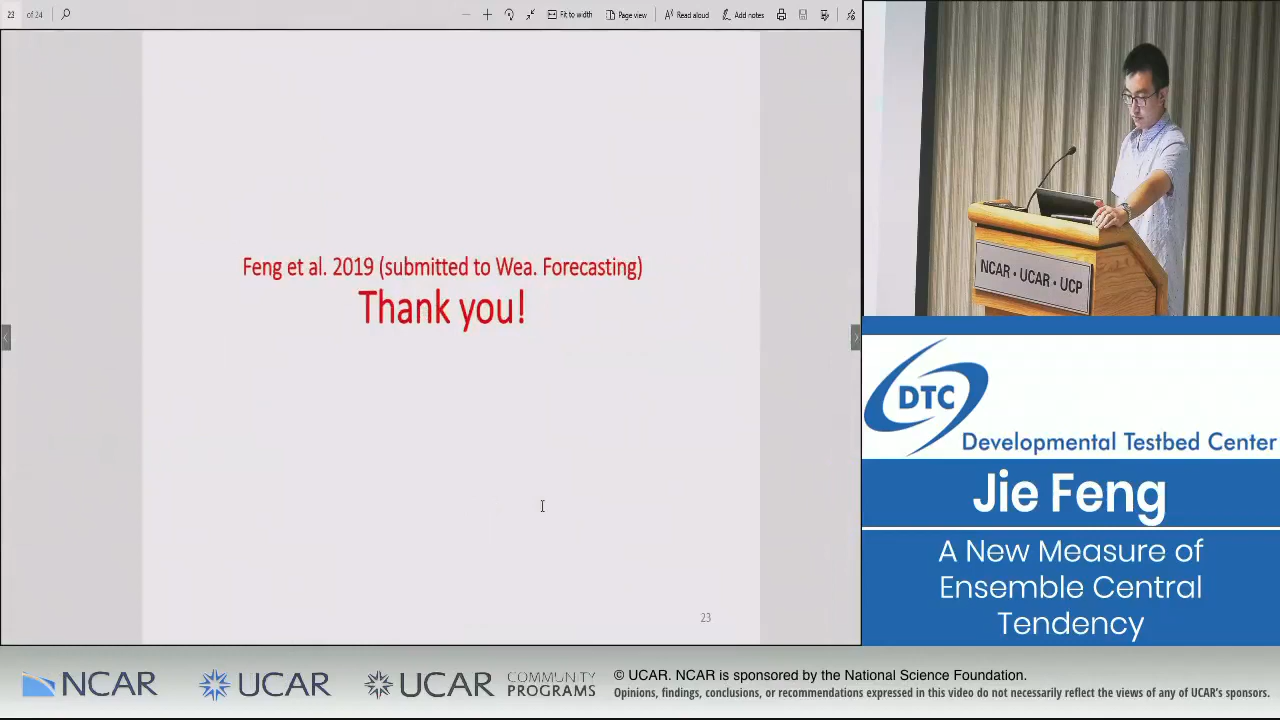 23 of 24
Fit to width
Page view
Read aloud
Add notes
Feng et al. 2019 (submitted to Wea. Forecasting)
Thank you!
23
NCAR • UCAR • UCP
DTC
Developmental Testbed Center
Jie Feng
A New Measure of
Ensemble Central
Tendency
NCAR
UCAR
UCAR
COMMUNITY
PROGRAMS
© UCAR. NCAR is sponsored by the National Science Foundation.
Opinions, findings, conclusions, or recommendations expressed in this video do not necessarily reflect the views of any of UCAR's sponsors.